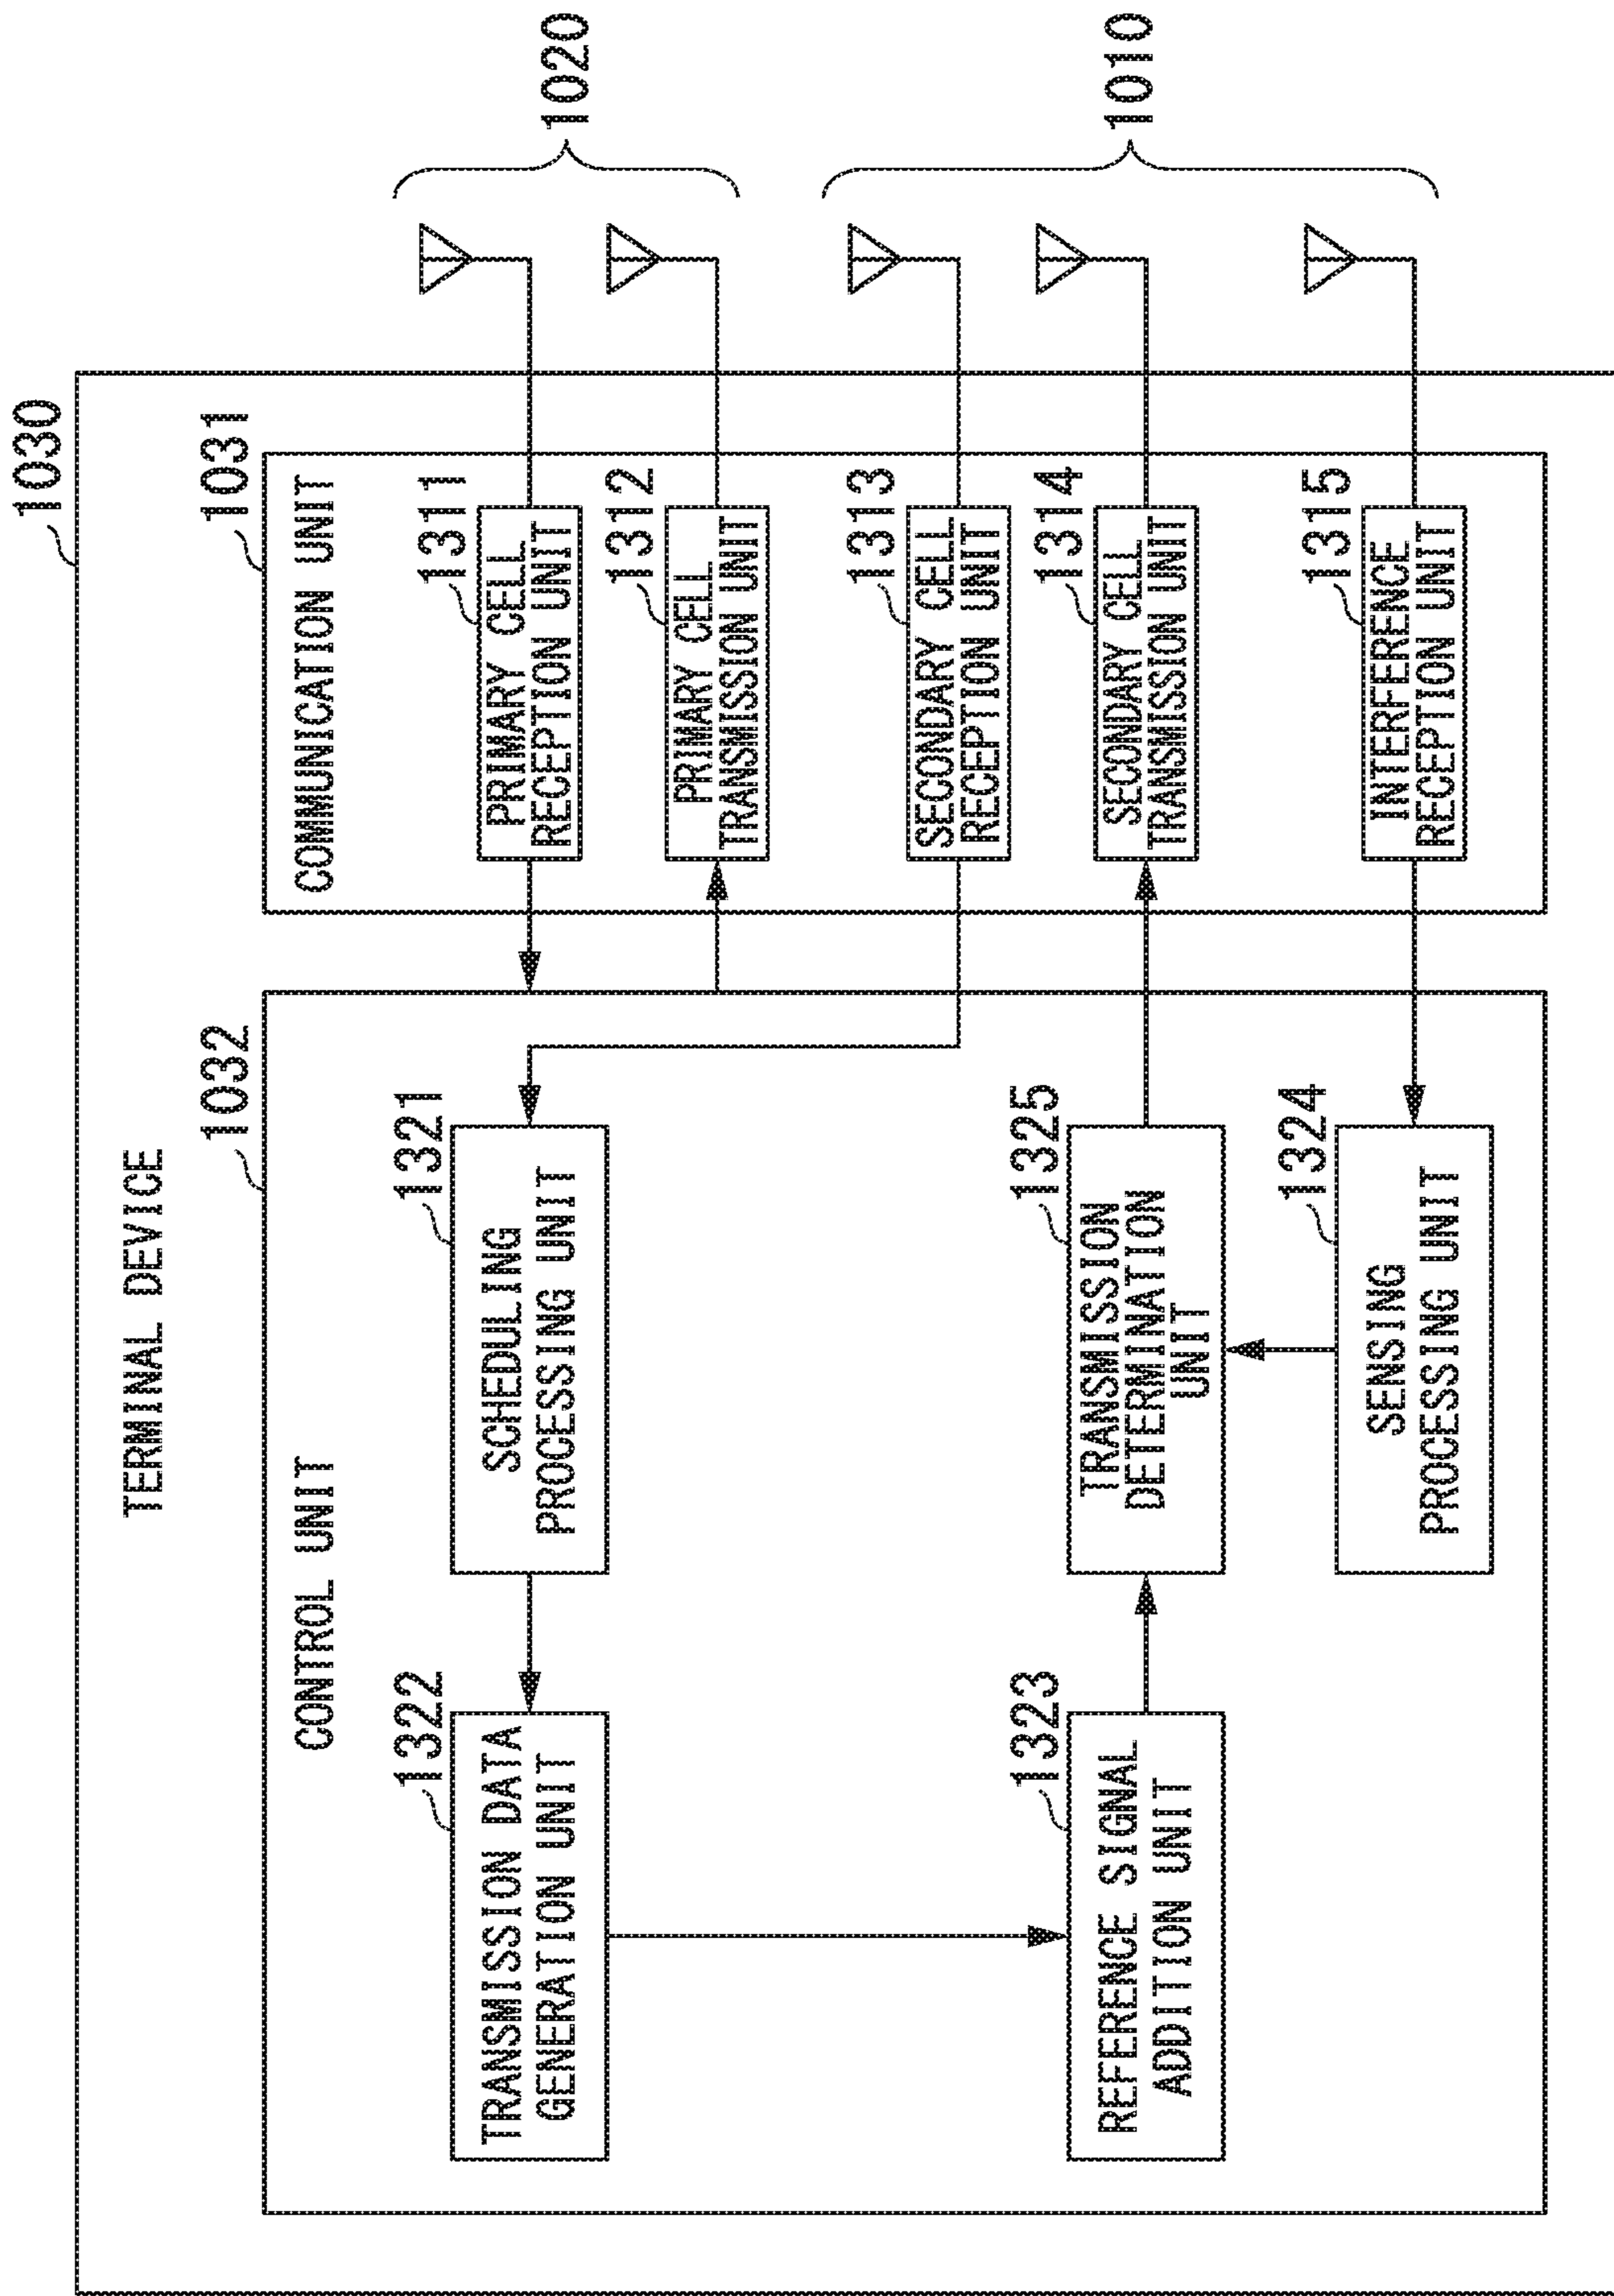 1030
TERMINAL DEVICE
1032
CONTROL UNIT
1031
COMMUNICATION UNIT
1322
TRANSMISSION DATA
GENERATION UNIT
1321
SCHEDULING
PROCESSING UNIT
1311
PRIMARY CELL
RECEPTION UNIT
1312
PRIMARY CELL
TRANSMISSION UNIT
1020
1313
SECONDARY CELL
RECEPTION UNIT
1323
REFERENCE SIGNAL
ADDITION UNIT
1325
TRANSMISSION
DETERMINATION
UNIT
1314
SECONDARY CELL
TRANSMISSION UNIT
1010
1324
SENSING
PROCESSING UNIT
1315
INTERFERENCE
RECEPTION UNIT